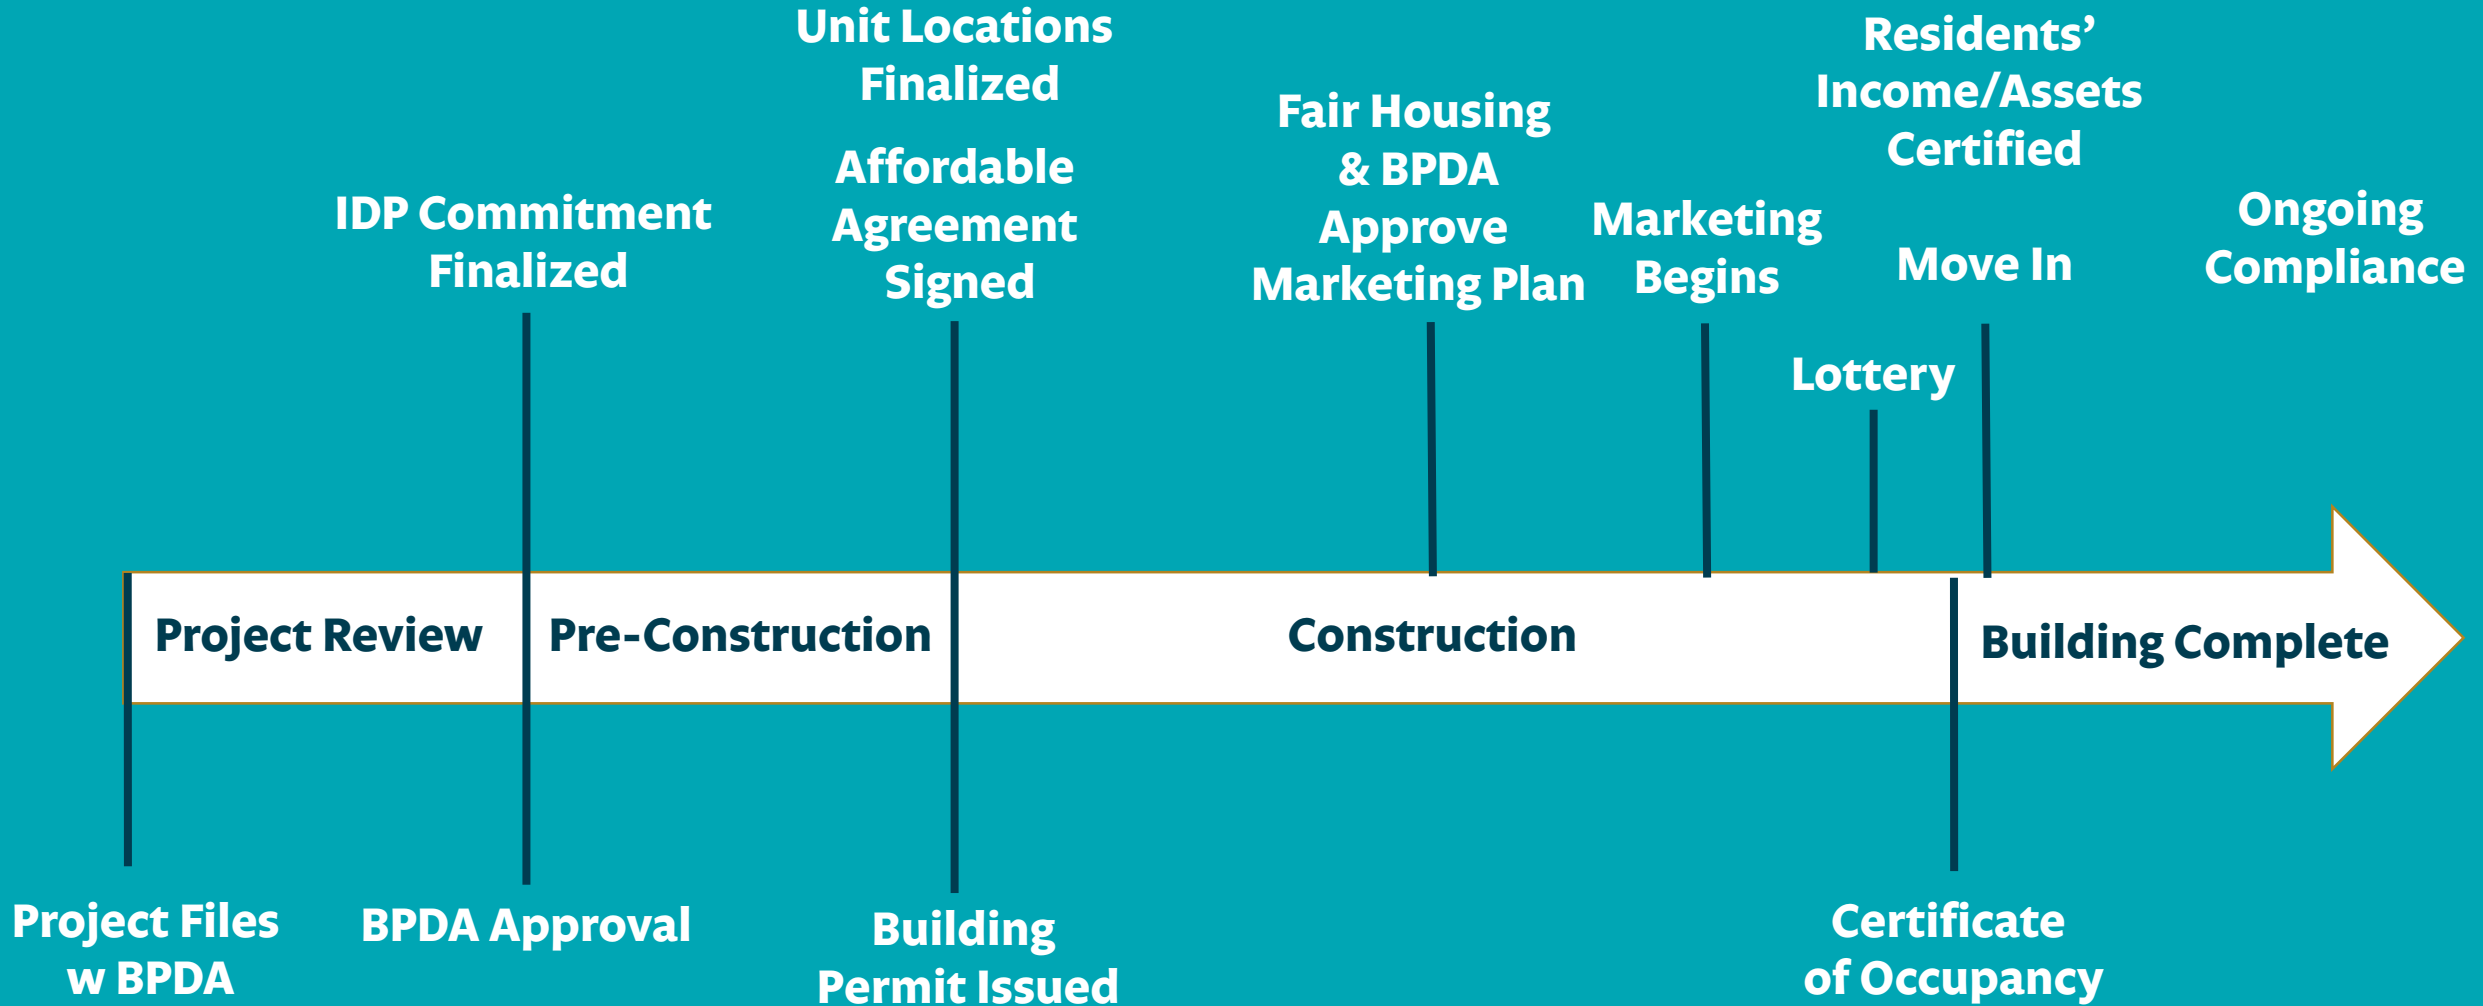 Unit Locations
Finalized
Affordable
Agreement
Signed
IDP Commitment
Finalized
Fair Housing
& BPDA
Approve
Marketing Plan
Marketing
Begins
Residents’
Income/Assets
Certified
Move In
Lottery
Ongoing
Compliance
Project Review
Pre-Construction
Construction
Building Complete
Project Files
w BPDA
BPDA Approval
Building
Permit Issued
Certificate
of Occupancy